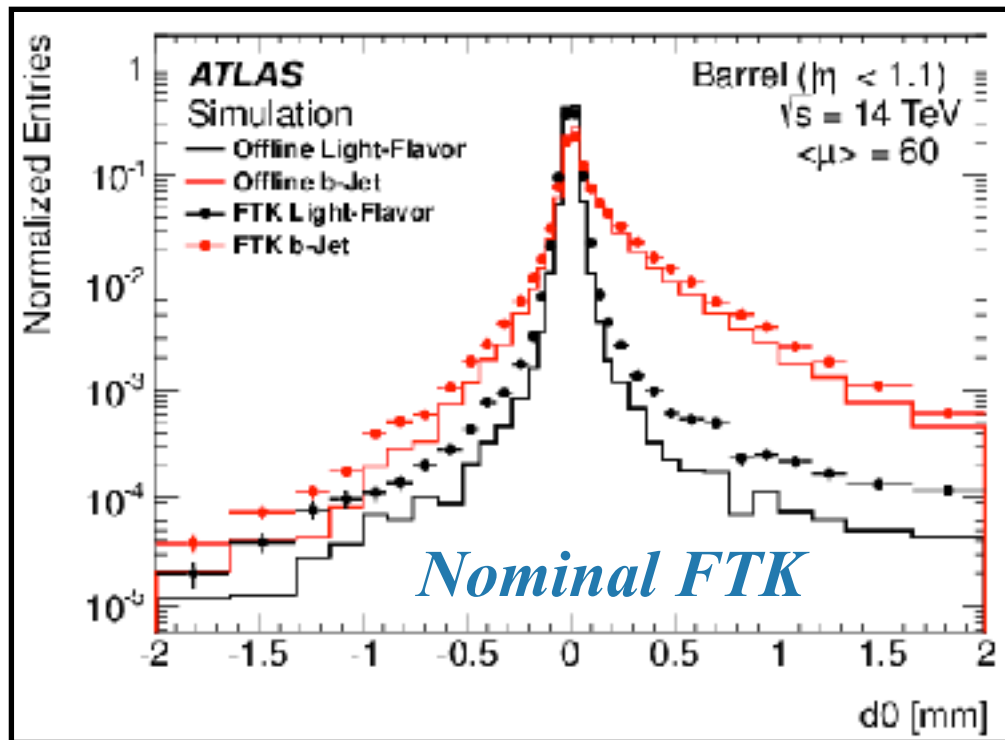 ATLAS
Simulation
Offline Light-Flavor
Offline b-Jet
FTK Light-Flavor
FTK b-Jet
Barrel (|η < 1.1)
√s = 14 TeV
<μ> = 60
Normalized Entries
1
10⁻¹
10⁻²
10⁻³
10⁻⁴
10⁻⁵
Nominal FTK
-2 -1.5 -1 -0.5 0 0.5 1 1.5 2
d0 [mm]